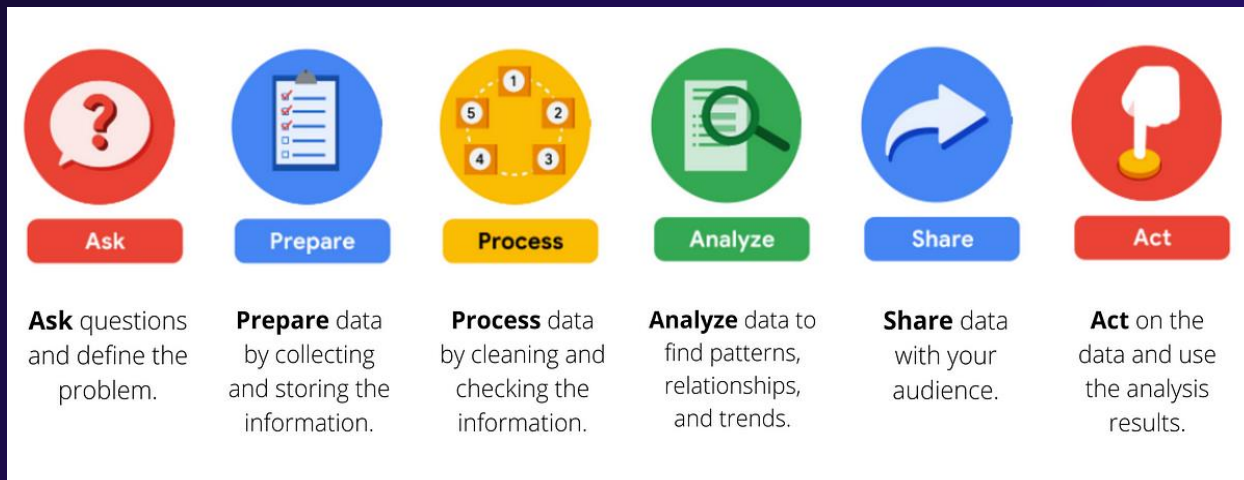 1
2
3
4
5
Ask
Prepare
Process
Analyze
Share
Act
Ask questions
and define the
problem.
Prepare data
by collecting
and storing the
information.
Process data
by cleaning and
checking the
information.
Analyze data to
find patterns,
relationships,
and trends.
Share data
with your
audience.
Act on the
data and use
the analysis
results.